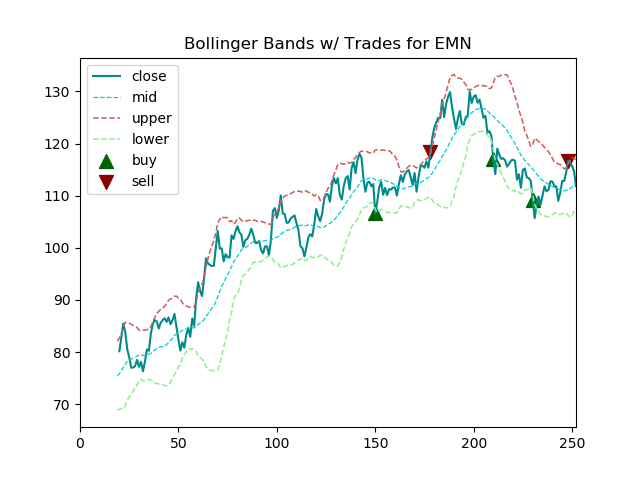 Bollinger Bands w/ Trades for EMN
close
mid
upper
lower
buy
sell
130
120
110
100
90
80
70
0 50 100 150 200 250